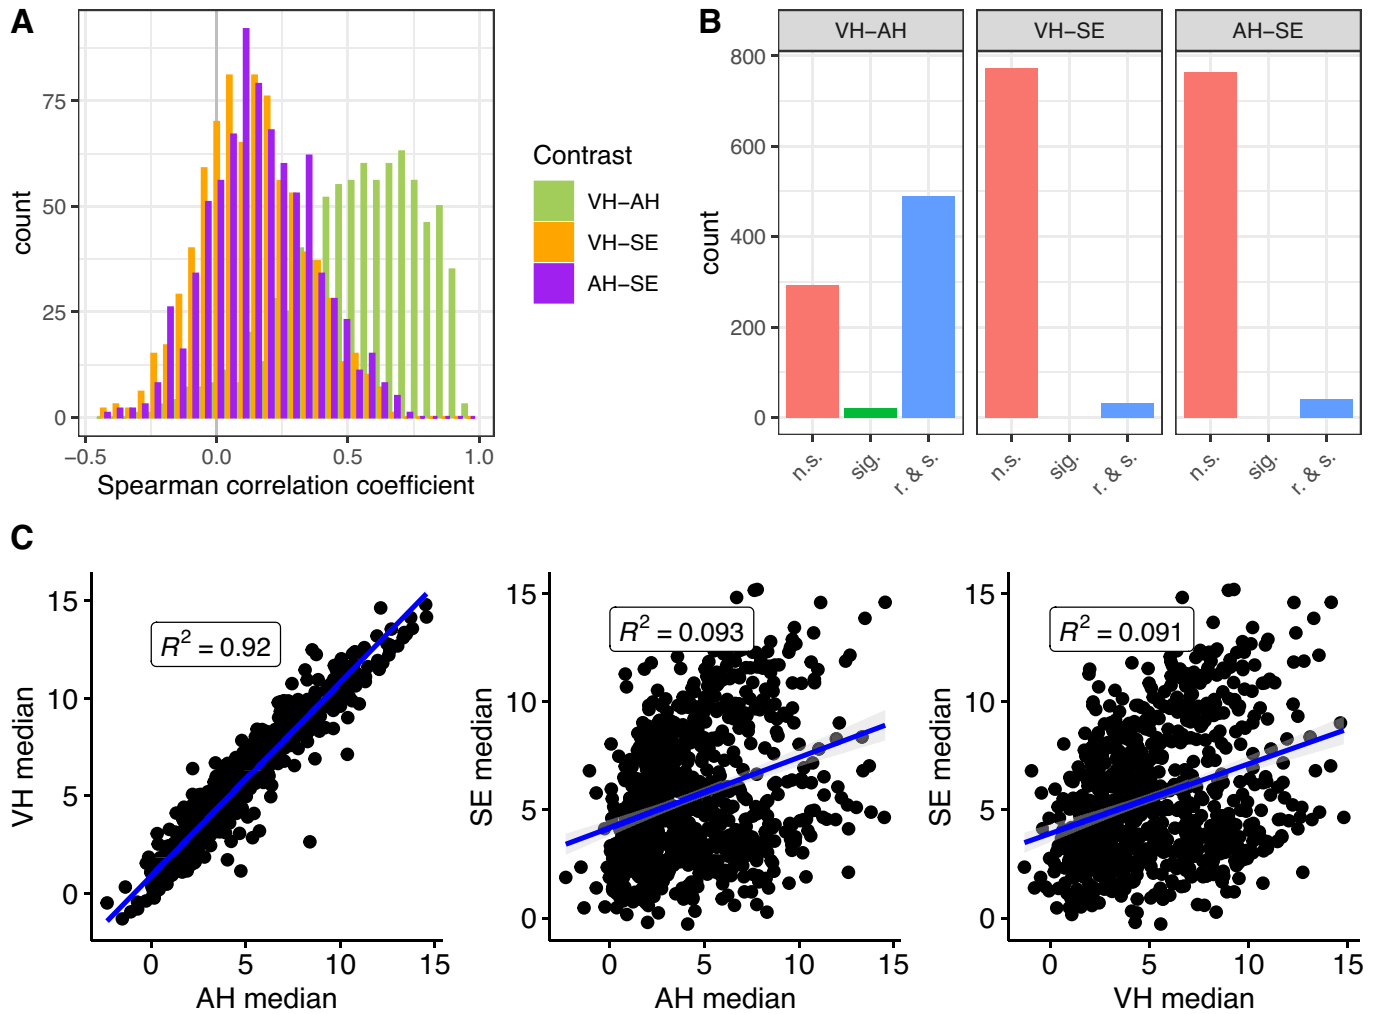 A
count
75
50
25
0
−0.5
0.0
0.5
1.0
Spearman correlation coefficient
Contrast
VH−AH
VH−SE
AH−SE
B
VH−AH
VH−SE
AH−SE
count
800
600
400
200
0
n.s.
sig.
r. & s.
n.s.
sig.
r. & s.
n.s.
sig.
r. & s.
C
VH median
15
10
5
0
R² = 0.92
0
5
10
15
AH median
SE median
15
10
5
0
R² = 0.093
0
5
10
15
AH median
SE median
15
10
5
0
R² = 0.091
0
5
10
15
VH median